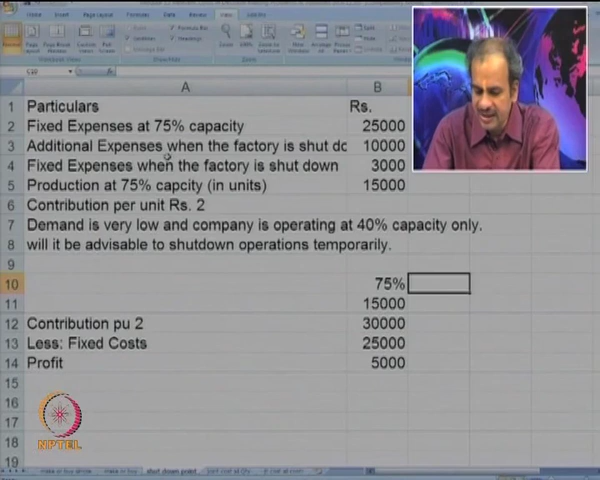 Particulars Rs.
Fixed Expenses at 75% capacity 25000
Additional Expenses when the factory is shut dc 10000
Fixed Expenses when the factory is shut down 3000
Production at 75% capcity (in units) 15000
Contribution per unit Rs. 2
Demand is very low and company is operating at 40% capacity only.
will it be advisable to shutdown operations temporarily.
75%
15000
Contribution pu 2 30000
Less: Fixed Costs 25000
Profit 5000
A B
1
2
3
4
5
6
7
8
9
10
11
12
13
14
15
16
17
18
19
NPTEL
make or buy
shut down point